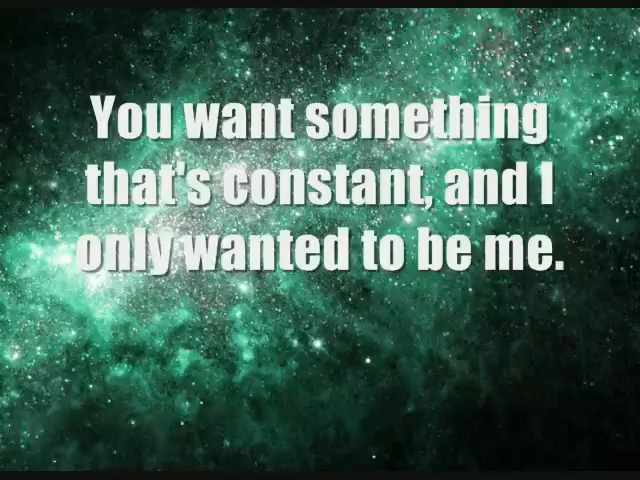 You want something
that's constant, and I
only wanted to be me.